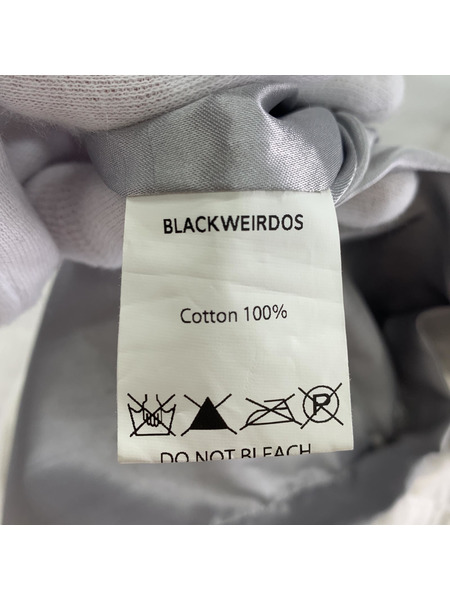 BLACKWEIRDOS
Cotton 100%
P
DO NOT BLEACH